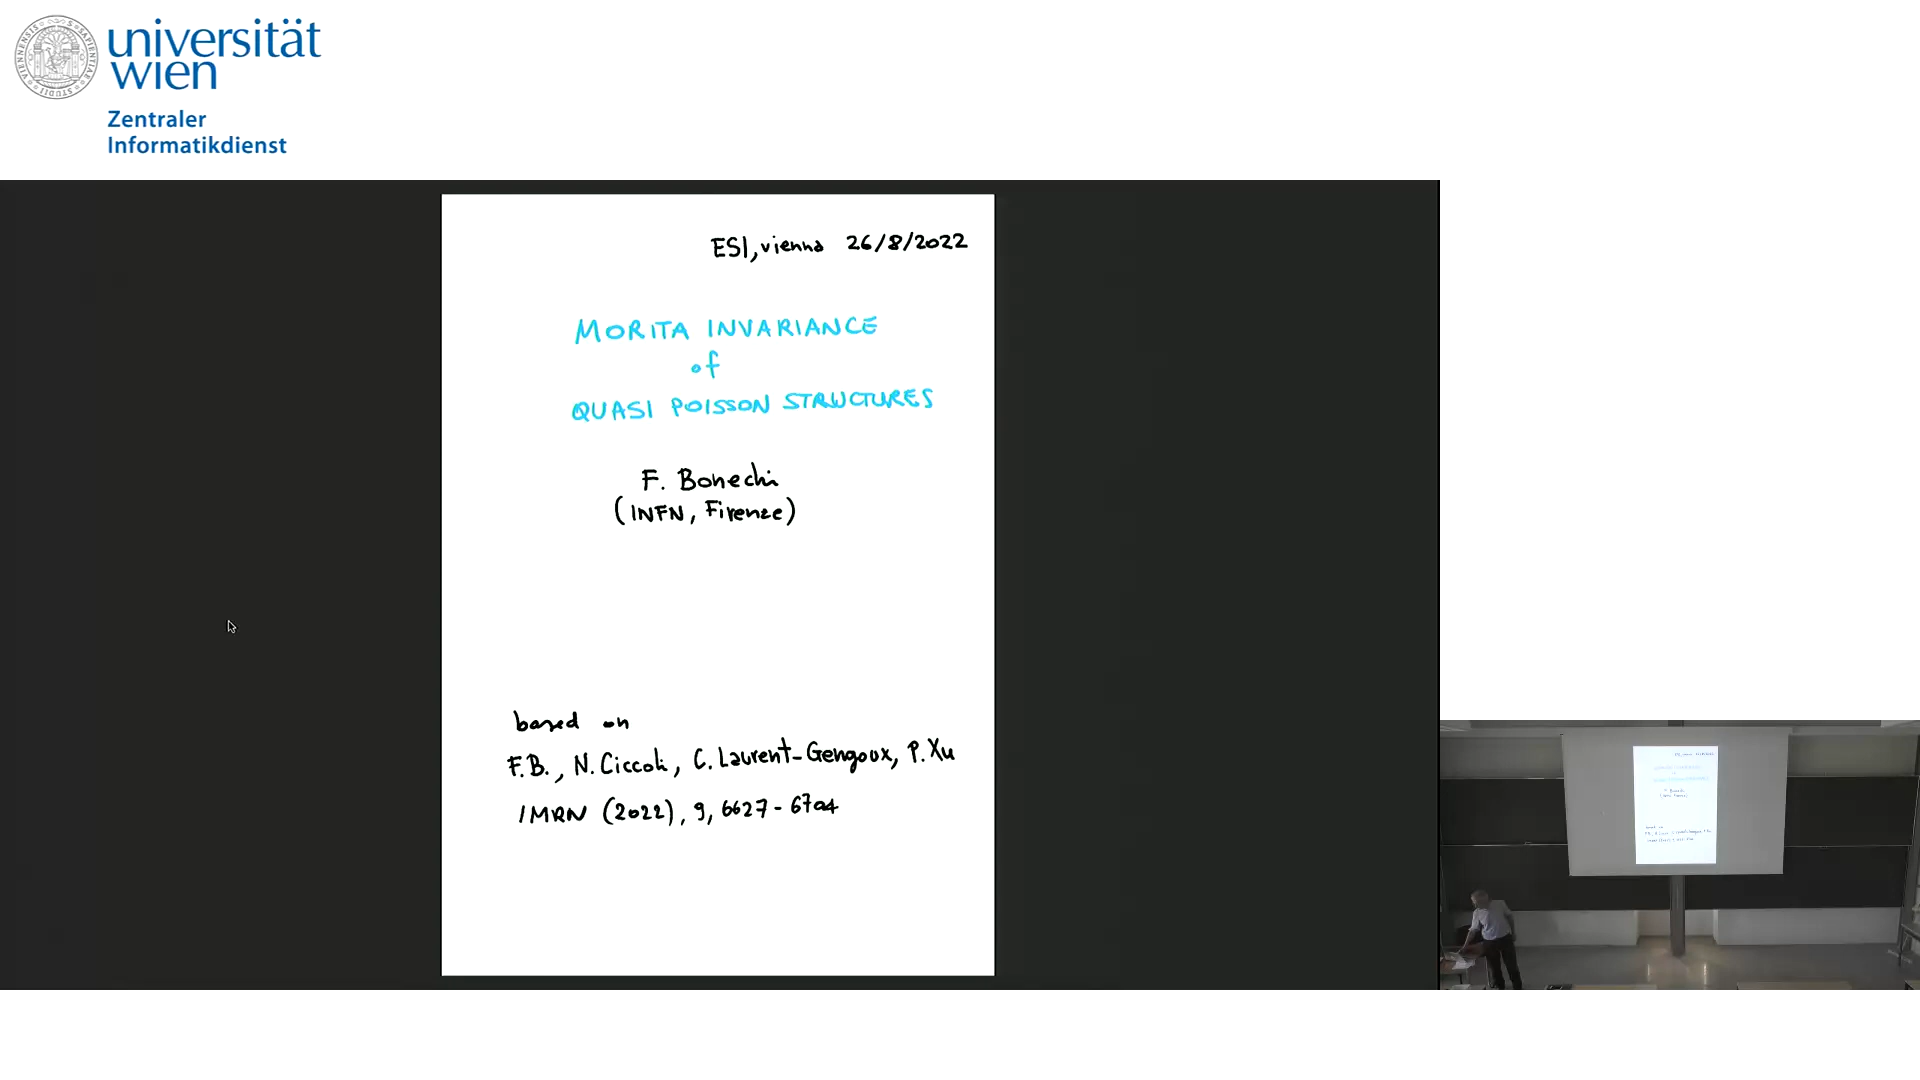 universität
wien
Zentraler
Informatikdienst
ESI, vienna 26/8/2022
MORITA INVARIANCE
of
QUASI POISSON STRUCTURES
F. Bonechi
(INFN, Firenze)
based on
F.B., N. Ciccoli, C. Laurent-Gengoux, P. Xu
IMRN (2022), 9, 6627-6704